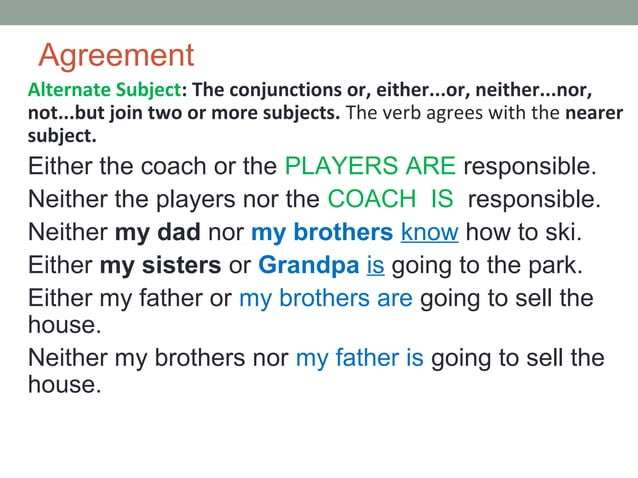 Agreement
Alternate Subject: The conjunctions or, either...or, neither...nor,
not...but join two or more subjects. The verb agrees with the nearer
subject.
Either the coach or the PLAYERS ARE responsible.
Neither the players nor the COACH  IS  responsible.
Neither my dad nor my brothers know how to ski.
Either my sisters or Grandpa is going to the park.
Either my father or my brothers are going to sell the
house.
Neither my brothers nor my father is going to sell the
house.